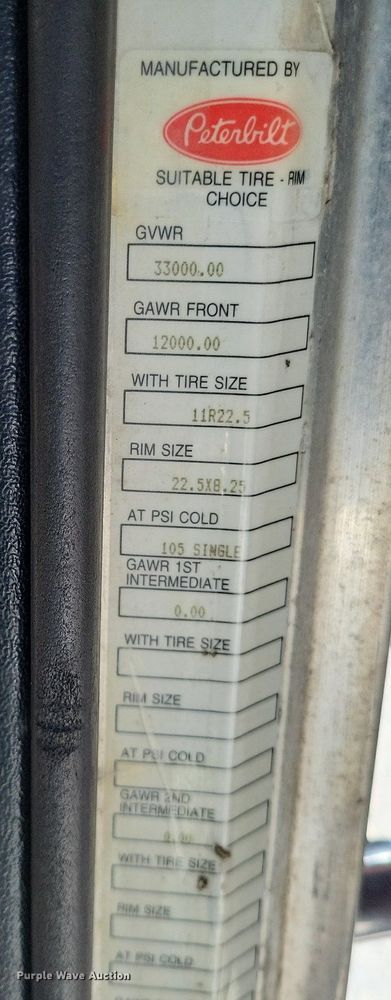 MANUFACTURED BY
Peterbilt
SUITABLE TIRE - RIM
CHOICE
GVWR
33000.00
GAWR FRONT
12000.00
WITH TIRE SIZE
11R22.5
RIM SIZE
22.5X8.25
AT PSI COLD
105 SINGLE
GAWR 1ST
INTERMEDIATE
0.00
WITH TIRE SIZE
RIM SIZE
AT PSI COLD
GAWR 2ND
INTERMEDIATE
0.00
WITH TIRE SIZE
RIM SIZE
AT PSI COLD
Purple Wave Auction